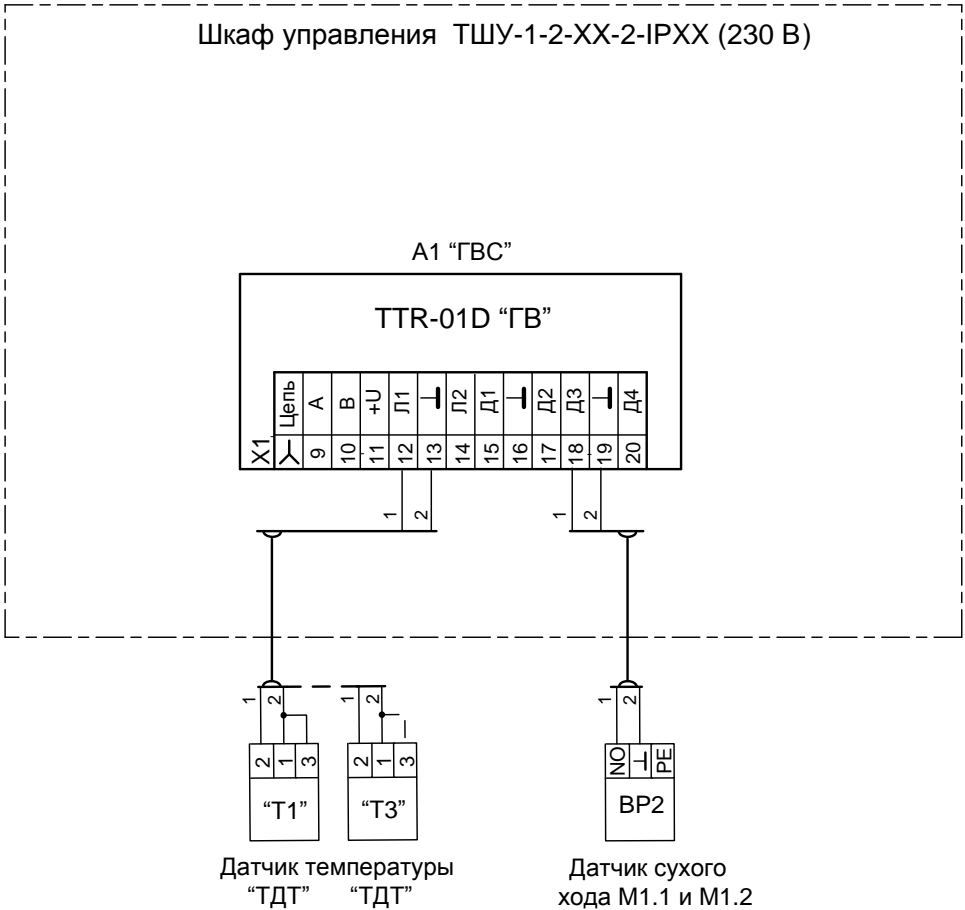 Шкаф управления ТШУ-1-2-XX-2-IPXX (230 В)
А1 “ГВС”
TTR-01D “ГВ”
X1
Цепь А В +U Л1 Л2 Д1 Д2 Д3 Д4
9 10 11 12 13 14 15 16 17 18 19 20
1 2 1 2
1 2 1 2 1 2
2 1 3 2 1 3 NO PE
“Т1” “Т3” BP2
Датчик температуры
“ТДТ” “ТДТ”
Датчик сухого
хода М1.1 и М1.2